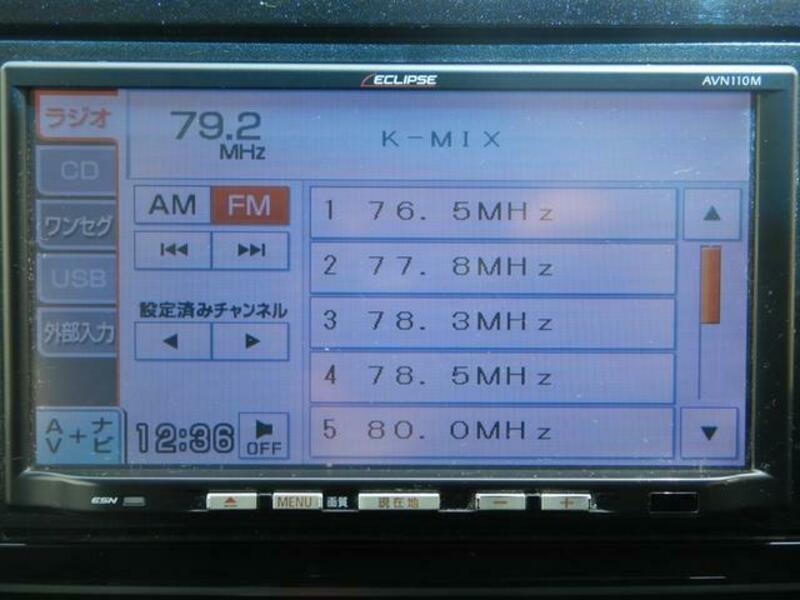 ECLIPSE
AVN110M
ラジオ
CD
ワンセグ
USB
外部入力
AV+ナビ
79.2
MHz
K-MIX
AM
FM
設定済みチャンネル
12:36
OFF
1 76. 5MHz
2 77. 8MHz
3 78. 3MHz
4 78. 5MHz
5 80. 0MHz
ESN
MENU
画質
現在地